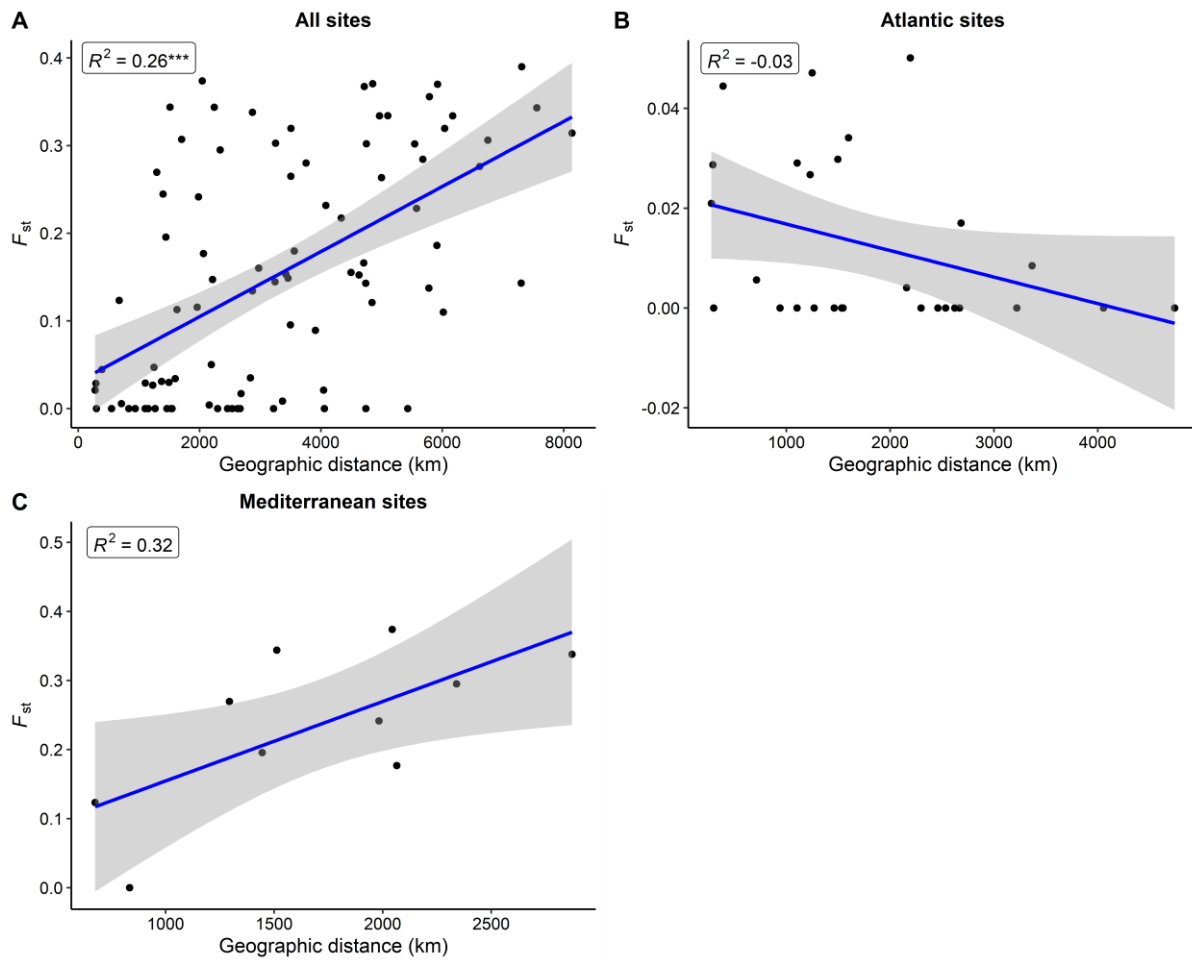 A
All sites
R² = 0.26***
0.4
0.3
0.2
0.1
0.0
Fst
0 2000 4000 6000 8000
Geographic distance (km)
B
Atlantic sites
R² = -0.03
0.04
0.02
0.00
-0.02
Fst
1000 2000 3000 4000
Geographic distance (km)
C
Mediterranean sites
R² = 0.32
0.5
0.4
0.3
0.2
0.1
0.0
Fst
1000 1500 2000 2500
Geographic distance (km)